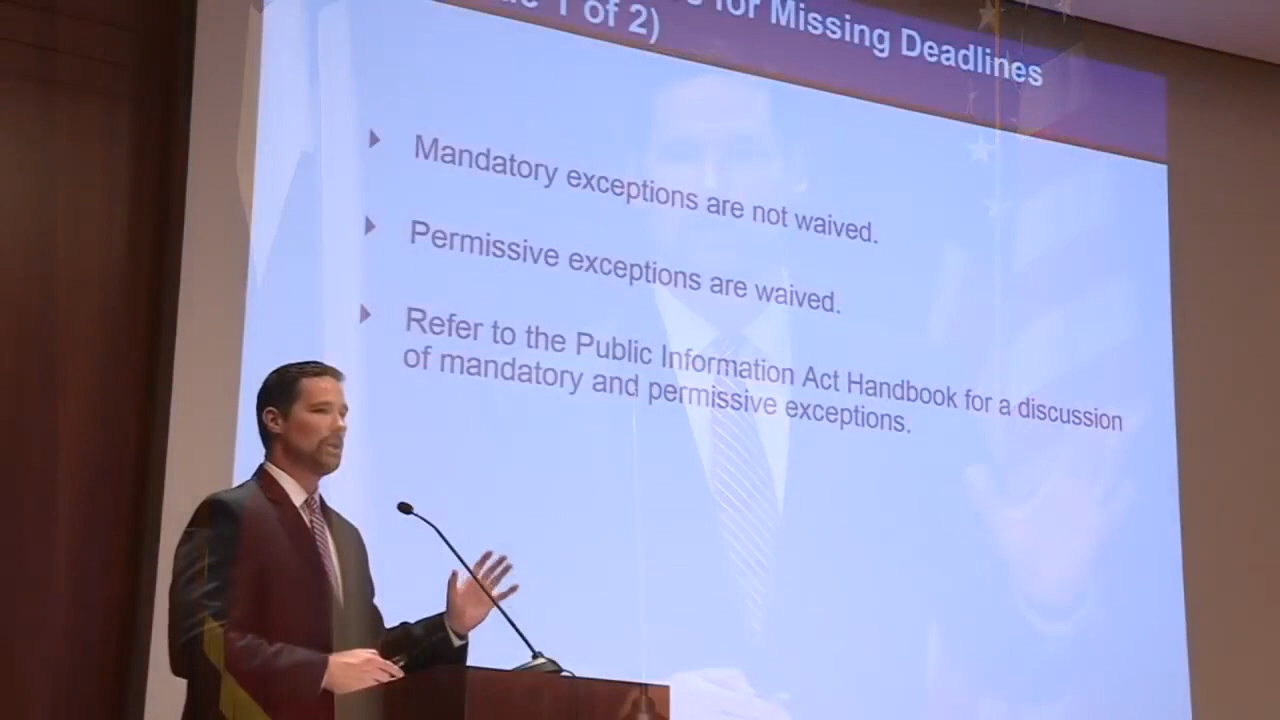 for Missing Deadlines
1 of 2)
Mandatory exceptions are not waived.
Permissive exceptions are waived.
Refer to the Public Information Act Handbook for a discussion
of mandatory and permissive exceptions.